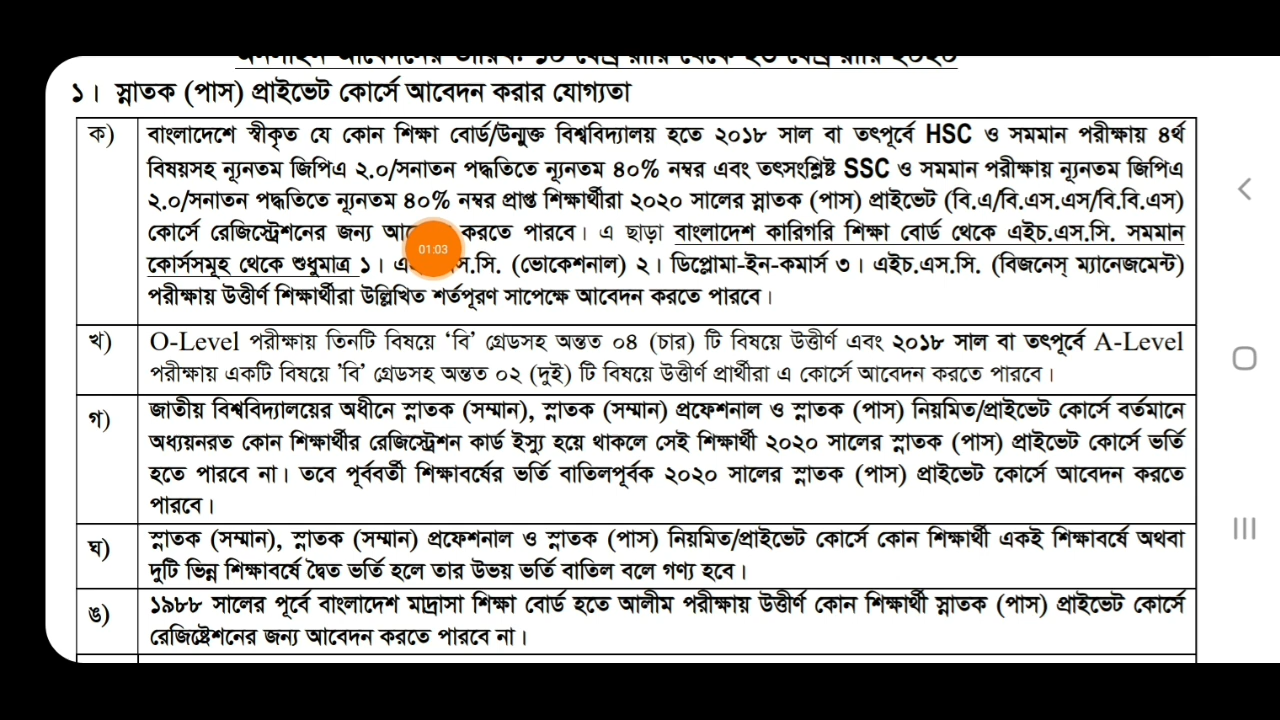 ১। স্নাতক (পাস) প্রাইভেট কোর্সে আবেদন করার যোগ্যতা
ক) বাংলাদেশে স্বীকৃত যে কোন শিক্ষা বোর্ড/উন্মুক্ত বিশ্ববিদ্যালয় হতে ২০১৮ সাল বা তৎপূর্বে HSC ও সমমান পরীক্ষায় ৪র্থ
বিষয়সহ ন্যূনতম জিপিএ ২.০/সনাতন পদ্ধতিতে ন্যূনতম ৪০% নম্বর এবং তৎসংশ্লিষ্ট SSC ও সমমান পরীক্ষায় ন্যূনতম জিপিএ
২.০/সনাতন পদ্ধতিতে ন্যূনতম ৪০% নম্বর প্রাপ্ত শিক্ষার্থীরা ২০২০ সালের স্নাতক (পাস) প্রাইভেট (বি.এ/বি.এস.এস/বি.বি.এস)
কোর্সে রেজিস্ট্রেশনের জন্য করতে পারবে। এ ছাড়া বাংলাদেশ কারিগরি শিক্ষা বোর্ড থেকে এইচ.এস.সি. সমমান
01:03
কোর্সসমূহ থেকে শুধুমাত্র ১। এস.সি. (ভোকেশনাল) ২। ডিপ্লোমা-ইন-কমার্স ৩। এইচ.এস.সি. (বিজনেস্ ম্যানেজমেন্ট)
পরীক্ষায় উত্তীর্ণ শিক্ষার্থীরা উল্লিখিত শর্তপূরণ সাপেক্ষে আবেদন করতে পারবে।
খ) O-Level পরীক্ষায় তিনটি বিষয়ে ‘বি’ গ্রেডসহ অন্তত ০৪ (চার) টি বিষয়ে উত্তীর্ণ এবং ২০১৮ সাল বা তৎপূর্বে A-Level
পরীক্ষায় একটি বিষয়ে ’বি’ গ্রেডসহ অন্তত ০২ (দুই) টি বিষয়ে উত্তীর্ণ প্রার্থীরা এ কোর্সে আবেদন করতে পারবে।
গ) জাতীয় বিশ্ববিদ্যালয়ের অধীনে স্নাতক (সম্মান), স্নাতক (সম্মান) প্রফেশনাল ও স্নাতক (পাস) নিয়মিত/প্রাইভেট কোর্সে বর্তমানে
অধ্যয়নরত কোন শিক্ষার্থীর রেজিস্ট্রেশন কার্ড ইস্যু হয়ে থাকলে সেই শিক্ষার্থী ২০২০ সালের স্নাতক (পাস) প্রাইভেট কোর্সে ভর্তি
হতে পারবে না। তবে পূর্ববর্তী শিক্ষাবর্ষের ভর্তি বাতিলপূর্বক ২০২০ সালের স্নাতক (পাস) প্রাইভেট কোর্সে আবেদন করতে
পারবে।
ঘ) স্নাতক (সম্মান), স্নাতক (সম্মান) প্রফেশনাল ও স্নাতক (পাস) নিয়মিত/প্রাইভেট কোর্সে কোন শিক্ষার্থী একই শিক্ষাবর্ষে অথবা
দুটি ভিন্ন শিক্ষাবর্ষে দ্বৈত ভর্তি হলে তার উভয় ভর্তি বাতিল বলে গণ্য হবে।
ঙ) ১৯৮৮ সালের পূর্বে বাংলাদেশ মাদ্রাসা শিক্ষা বোর্ড হতে আলীম পরীক্ষায় উত্তীর্ণ কোন শিক্ষার্থী স্নাতক (পাস) প্রাইভেট কোর্সে
রেজিষ্ট্রেশনের জন্য আবেদন করতে পারবে না।